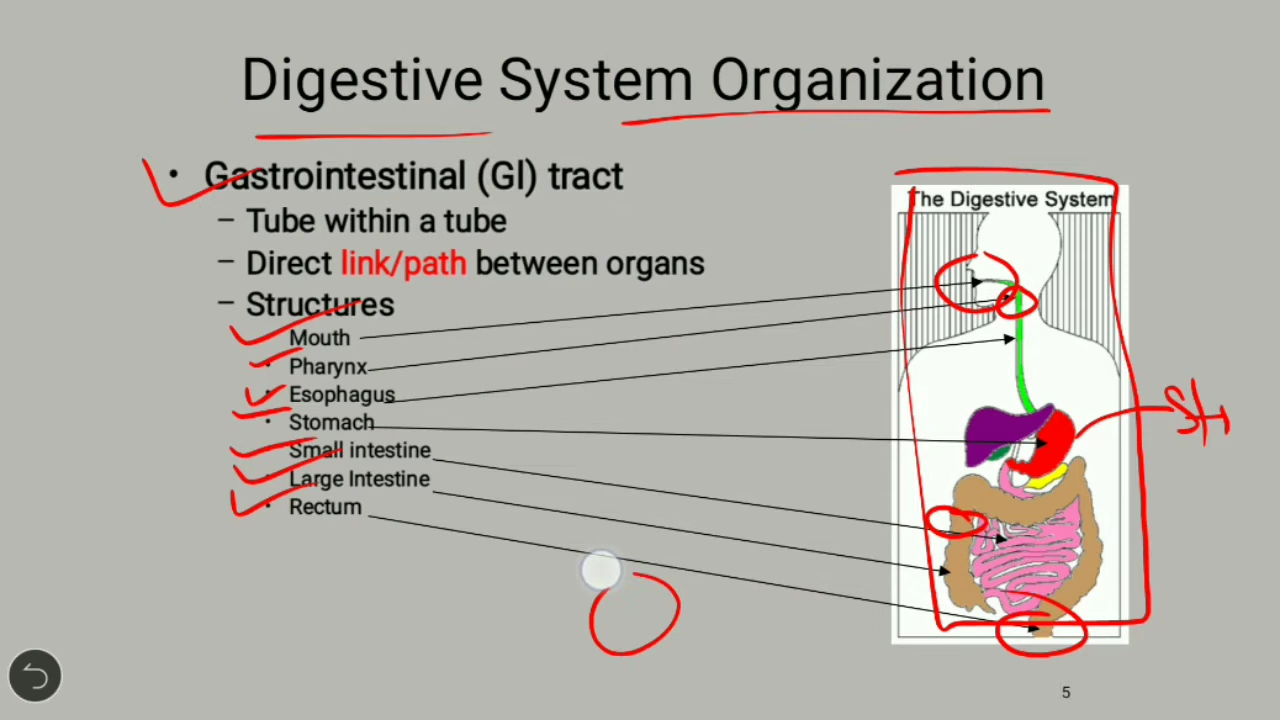 Digestive System Organization
• Gastrointestinal (GI) tract
– Tube within a tube
– Direct link/path between organs
– Structures
Mouth
• Pharynx
• Esophagus
• Stomach
Small intestine
• Large Intestine
• Rectum
The Digestive System
5